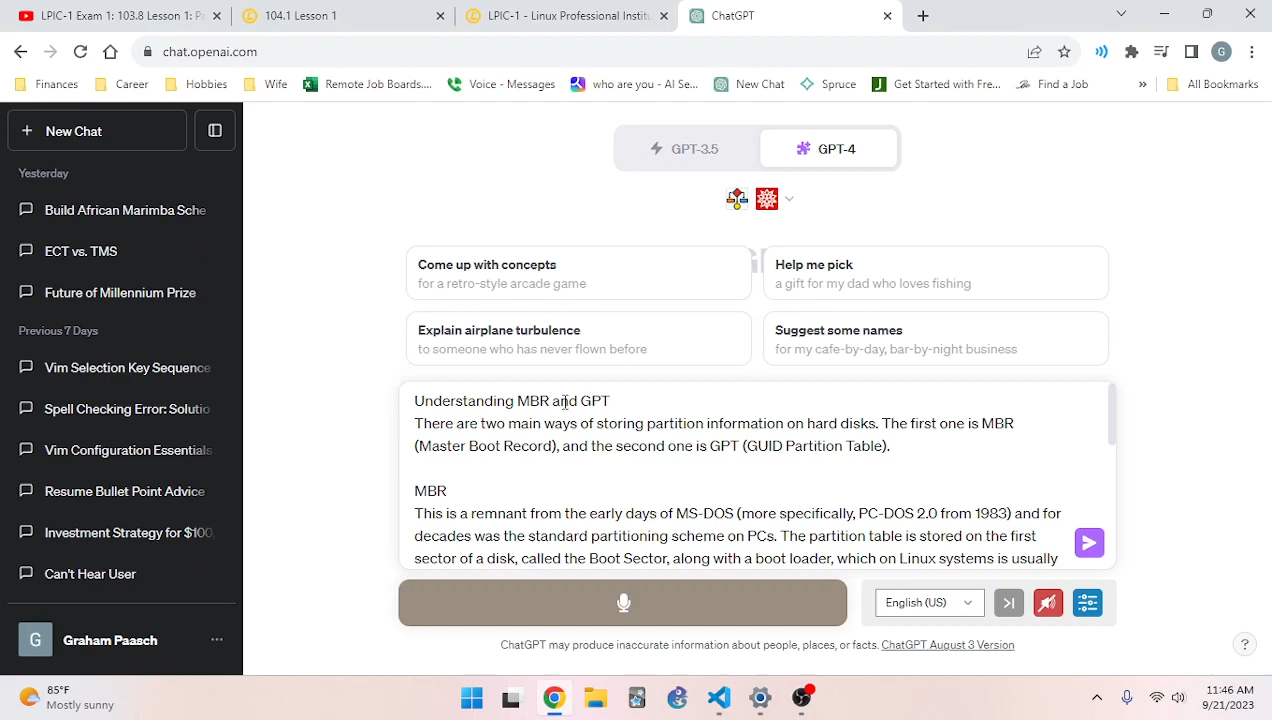 LPIC-1 Exam 1: 103.8 Lesson 1: Pa
104.1 Lesson 1
LPIC-1 - Linux Professional Institu
ChatGPT
chat.openai.com
G
Finances
Career
Hobbies
Wife
Remote Job Boards....
Voice - Messages
who are you - AI Se...
New Chat
Spruce
Get Started with Fre...
Find a Job
»
All Bookmarks
New Chat
GPT-3.5
GPT-4
Yesterday
Build African Marimba Sche
ECT vs. TMS
Future of Millennium Prize
Previous 7 Days
Vim Selection Key Sequence
Spell Checking Error: Solutio
Vim Configuration Essentials
Resume Bullet Point Advice
Investment Strategy for $100,
Can't Hear User
G
Graham Paasch
Come up with concepts
for a retro-style arcade game
Help me pick
a gift for my dad who loves fishing
Explain airplane turbulence
to someone who has never flown before
Suggest some names
for my cafe-by-day, bar-by-night business
Understanding MBR and GPT
There are two main ways of storing partition information on hard disks. The first one is MBR
(Master Boot Record), and the second one is GPT (GUID Partition Table).
MBR
This is a remnant from the early days of MS-DOS (more specifically, PC-DOS 2.0 from 1983) and for
decades was the standard partitioning scheme on PCs. The partition table is stored on the first
sector of a disk, called the Boot Sector, along with a boot loader, which on Linux systems is usually
English (US)
ChatGPT may produce inaccurate information about people, places, or facts. ChatGPT August 3 Version
?
85°F
Mostly sunny
11:46 AM
9/21/2023